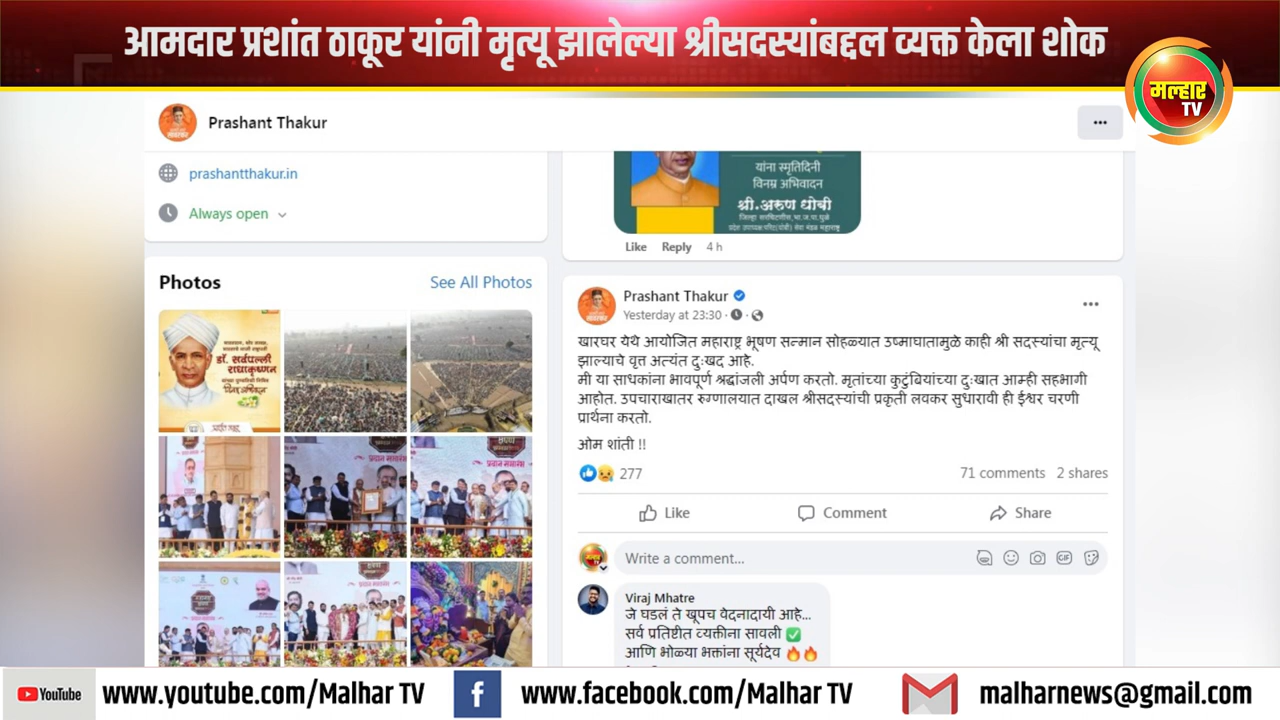 आमदार प्रशांत ठाकूर यांनी मृत्यू झालेल्या श्रीसदस्यांबद्दल व्यक्त केला शोक
मल्हार
TV
Prashant Thakur
prashantthakur.in
Always open
यांना स्मृतिदिनी
विनम्र अभिवादन
श्री.अरुण धोबी
Like Reply 4 h
Photos
See All Photos
डॉ. सर्वपल्ली
राधाकृष्णन
Prashant Thakur
Yesterday at 23:30
खारघर येथे आयोजित महाराष्ट्र भूषण सन्मान सोहळ्यात उष्माघातामुळे काही श्री सदस्यांचा मृत्यू
झाल्याचे वृत्त अत्यंत दुःखद आहे.
मी या साधकांना भावपूर्ण श्रद्धांजली अर्पण करतो. मृतांच्या कुटुंबियांच्या दुःखात आम्ही सहभागी
आहोत. उपचाराखातर रुग्णालयात दाखल श्रीसदस्यांची प्रकृती लवकर सुधारावी ही ईश्वर चरणी
प्रार्थना करतो.
ओम शांती !!
277
71 comments 2 shares
Like Comment Share
Write a comment...
GIF
Viraj Mhatre
जे घडलं ते खूपच वेदनादायी आहे...
सर्व प्रतिष्टीत व्यक्तीना सावली ✅
आणि भोळ्या भक्तांना सूर्यदेव 🔥🔥
YouTube www.youtube.com/Malhar TV
www.facebook.com/Malhar TV
malharnews@gmail.com